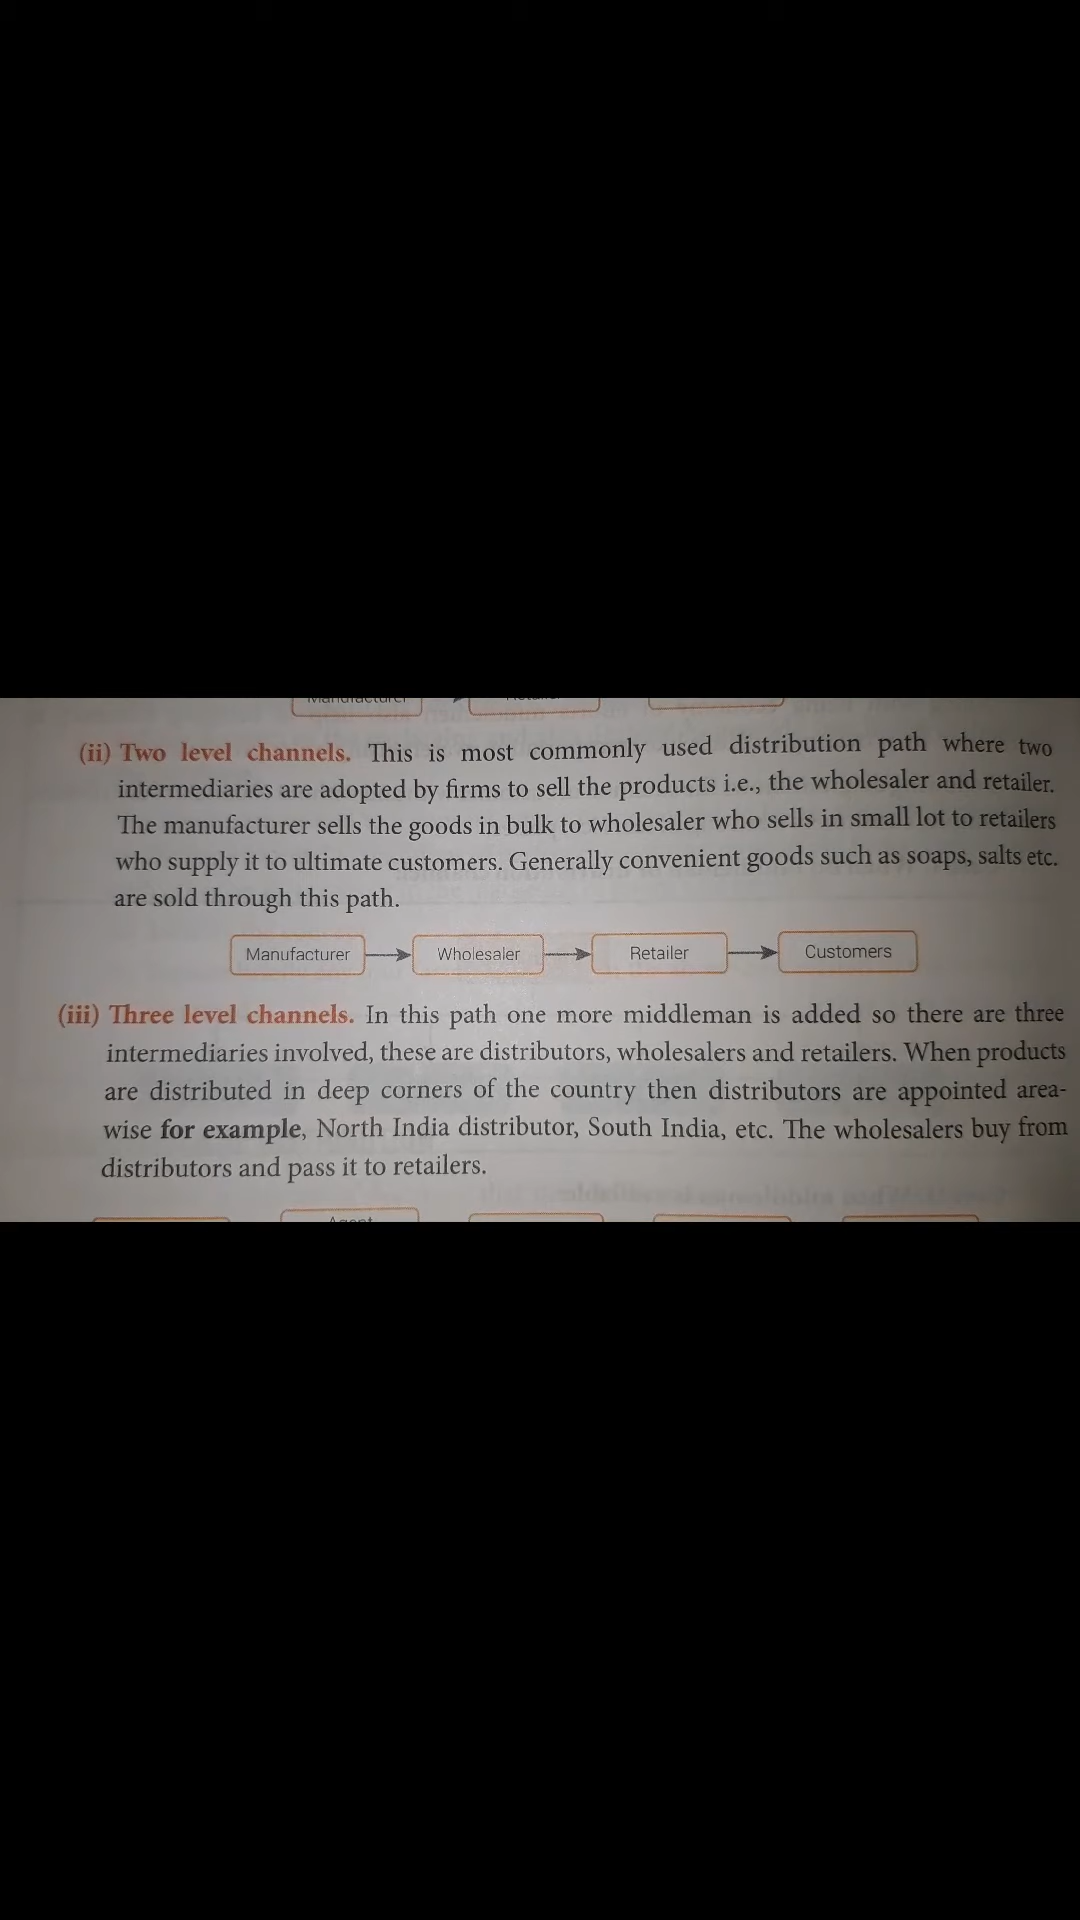 (ii) Two level channels. This is most commonly used distribution path where two
intermediaries are adopted by firms to sell the products i.e., the wholesaler and retailer.
The manufacturer sells the goods in bulk to wholesaler who sells in small lot to retailers
who supply it to ultimate customers. Generally convenient goods such as soaps, salts etc.
are sold through this path.
Manufacturer Wholesaler Retailer Customers
(iii) Three level channels. In this path one more middleman is added so there are three
intermediaries involved, these are distributors, wholesalers and retailers. When products
are distributed in deep corners of the country then distributors are appointed area-
wise for example, North India distributor, South India, etc. The wholesalers buy from
distributors and pass it to retailers.